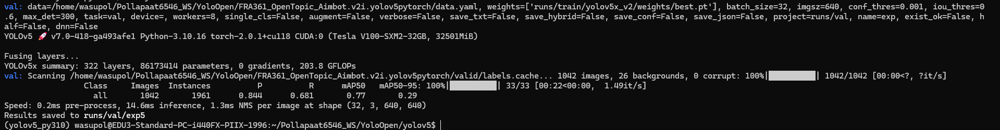 val: data=/home/wasupol/Pollapaat6546_WS/YoloOpen/FRA361_OpenTopic_Aimbot.v2i.yolov5pytorch/data.yaml, weights=['runs/train/yolov5x_v2/weights/best.pt'], batch_size=32, imgsz=640, conf_thres=0.001, iou_thres=0
.6, max_det=300, task=val, device=, workers=8, single_cls=False, augment=False, verbose=False, save_txt=False, save_hybrid=False, save_conf=False, save_json=False, project=runs/val, name=exp, exist_ok=False, h
alf=False, dnn=False
YOLOv5 🚀 v7.0-418-ga493afe1 Python-3.10.16 torch-2.0.1+cu118 CUDA:0 (Tesla V100-SXM2-32GB, 32501MiB)
Fusing layers...
YOLOv5x summary: 322 layers, 86173414 parameters, 0 gradients, 203.8 GFLOPs
val: Scanning /home/wasupol/Pollapaat6546_WS/YoloOpen/FRA361_OpenTopic_Aimbot.v2i.yolov5pytorch/valid/labels.cache... 1042 images, 26 backgrounds, 0 corrupt: 100%|██████████| 1042/1042 [00:00<?, ?it/s]
Class Images Instances P R mAP50 mAP50-95: 100%|██████████| 33/33 [00:22<00:00, 1.49it/s]
all 1042 1961 0.844 0.681 0.77 0.29
Speed: 0.2ms pre-process, 14.6ms inference, 1.3ms NMS per image at shape (32, 3, 640, 640)
Results saved to runs/val/exp5
(yolov5_py310) wasupol@EDU3-Standard-PC-i440FX-PIIX-1996:~/Pollapaat6546_WS/YoloOpen/yolov5$